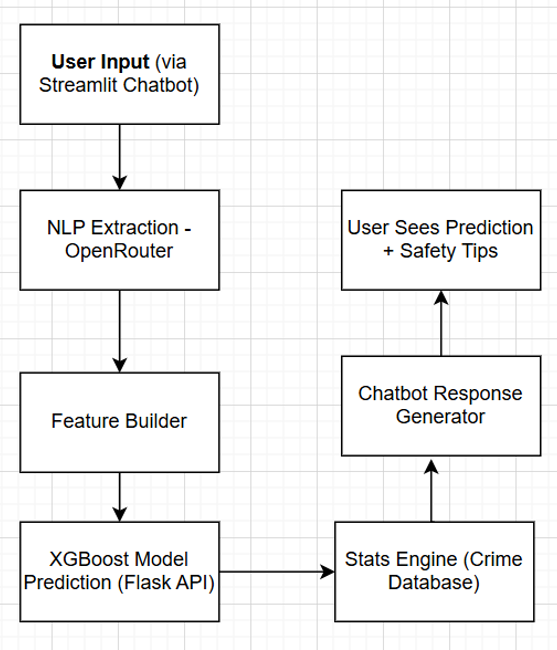 User Input (via
Streamlit Chatbot)
NLP Extraction -
OpenRouter
Feature Builder
XGBoost Model
Prediction (Flask API)
Stats Engine (Crime
Database)
Chatbot Response
Generator
User Sees Prediction
+ Safety Tips